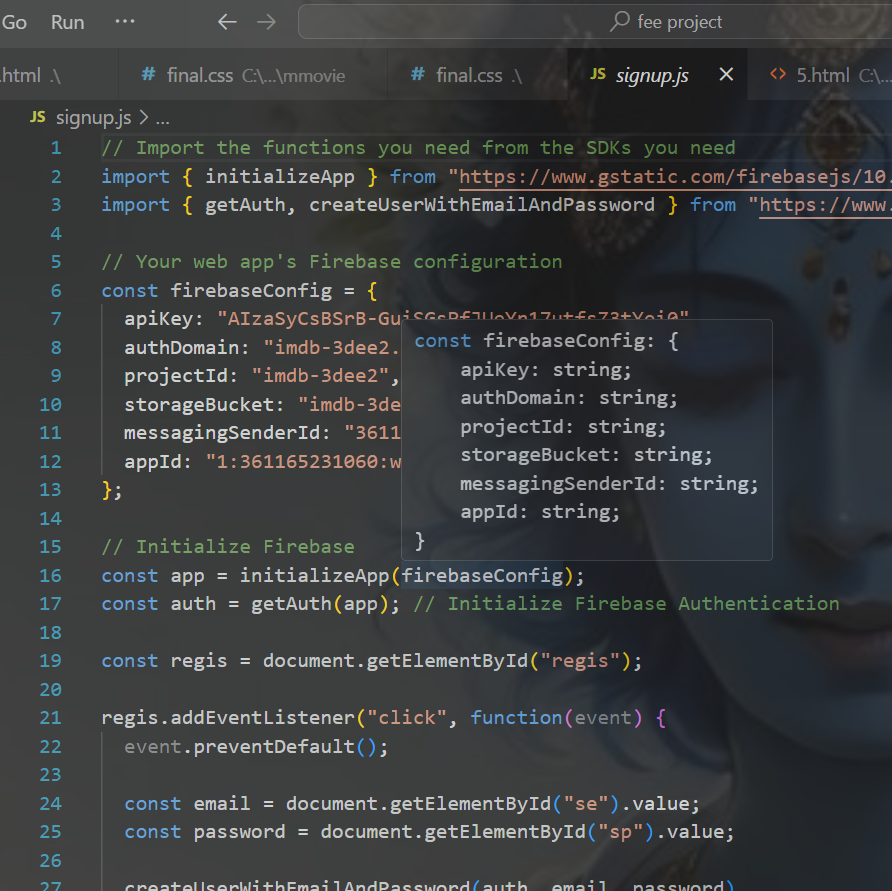 Go Run ··· ← → fee project
.html .\ # final.css C:\...\mmovie # final.css .\ JS signup.js × <> 5.html C:\...
JS signup.js > ...
1 // Import the functions you need from the SDKs you need
2 import { initializeApp } from "https://www.gstatic.com/firebasejs/10.
3 import { getAuth, createUserWithEmailAndPassword } from "https://www.
4
5 // Your web app's Firebase configuration
6 const firebaseConfig = {
7 apiKey: "AIzaSyCsBSrB-
8 authDomain: "imdb-3dee2.
9 projectId: "imdb-3dee2",
10 storageBucket: "imdb-3de
11 messagingSenderId: "3611
12 appId: "1:361165231060:w
13 };
const firebaseConfig: {
apiKey: string;
authDomain: string;
projectId: string;
storageBucket: string;
messagingSenderId: string;
appId: string;
}
14
15 // Initialize Firebase
16 const app = initializeApp(firebaseConfig);
17 const auth = getAuth(app); // Initialize Firebase Authentication
18
19 const regis = document.getElementById("regis");
20
21 regis.addEventListener("click", function(event) {
22 event.preventDefault();
23
24 const email = document.getElementById("se").value;
25 const password = document.getElementById("sp").value;
26
27 createUserWithEmailAndPassword(auth, email, password)